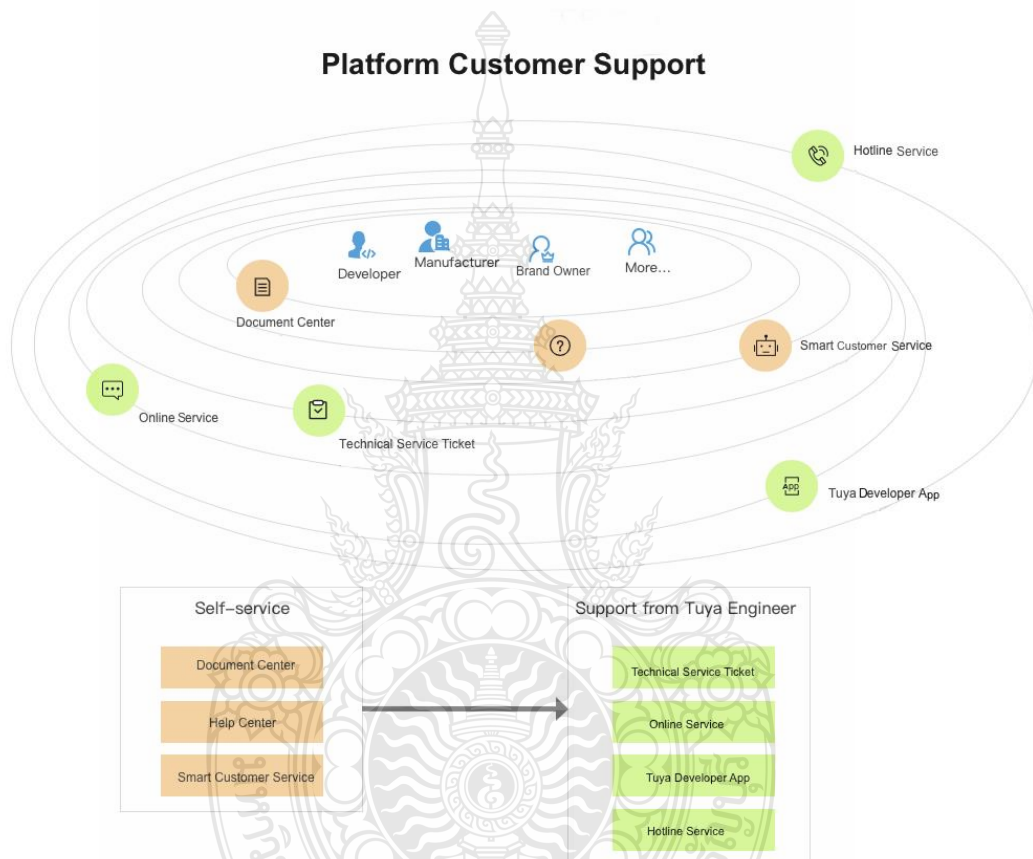 Platform Customer Support
Hotline Service
Developer
Manufacturer
Brand Owner
More...
Document Center
Smart Customer Service
Online Service
Technical Service Ticket
App
Tuya Developer App
Self-service
Document Center
Help Center
Smart Customer Service
Support from Tuya Engineer
Technical Service Ticket
Online Service
Tuya Developer App
Hotline Service